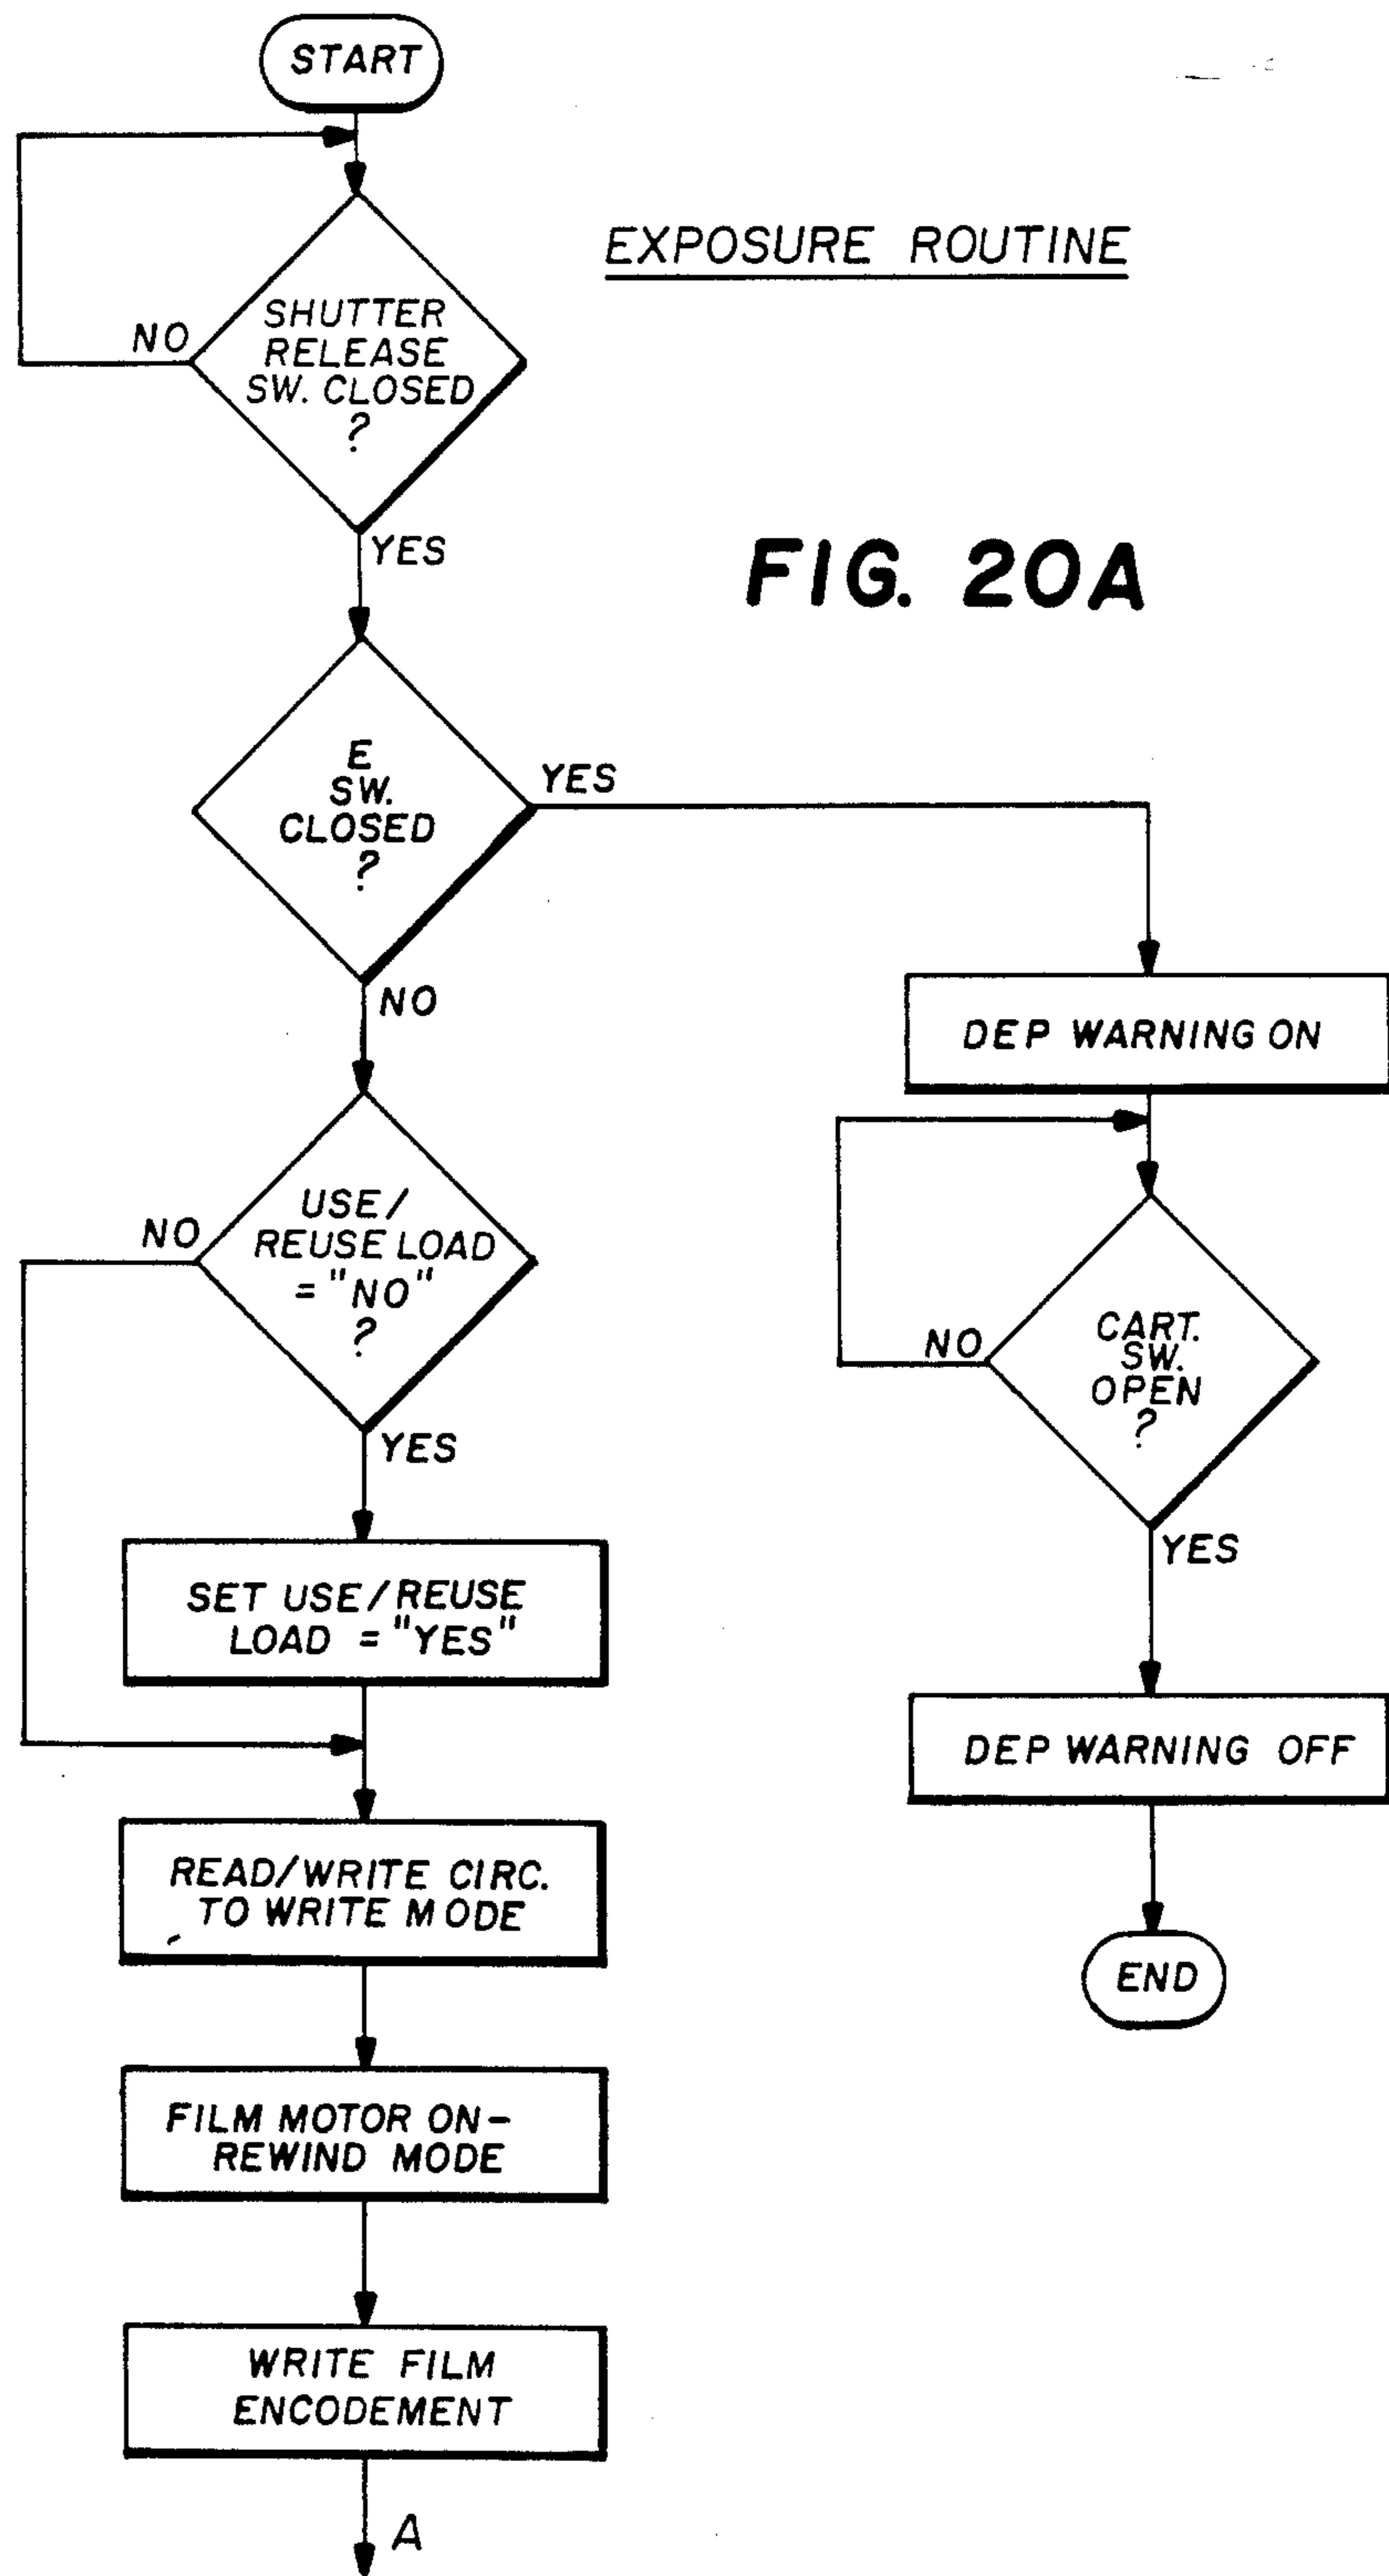 START
EXPOSURE ROUTINE
NO
SHUTTER
RELEASE
SW. CLOSED
?
YES
FIG. 20A
E
SW.
CLOSED
?
YES
NO
DEP WARNING ON
NO
USE/
REUSE LOAD
= "NO"
?
YES
NO
CART.
SW.
OPEN
?
YES
SET USE/REUSE
LOAD = "YES"
DEP WARNING OFF
READ/WRITE CIRC.
TO WRITE MODE
END
FILM MOTOR ON-
REWIND MODE
WRITE FILM
ENCODEMENT
A